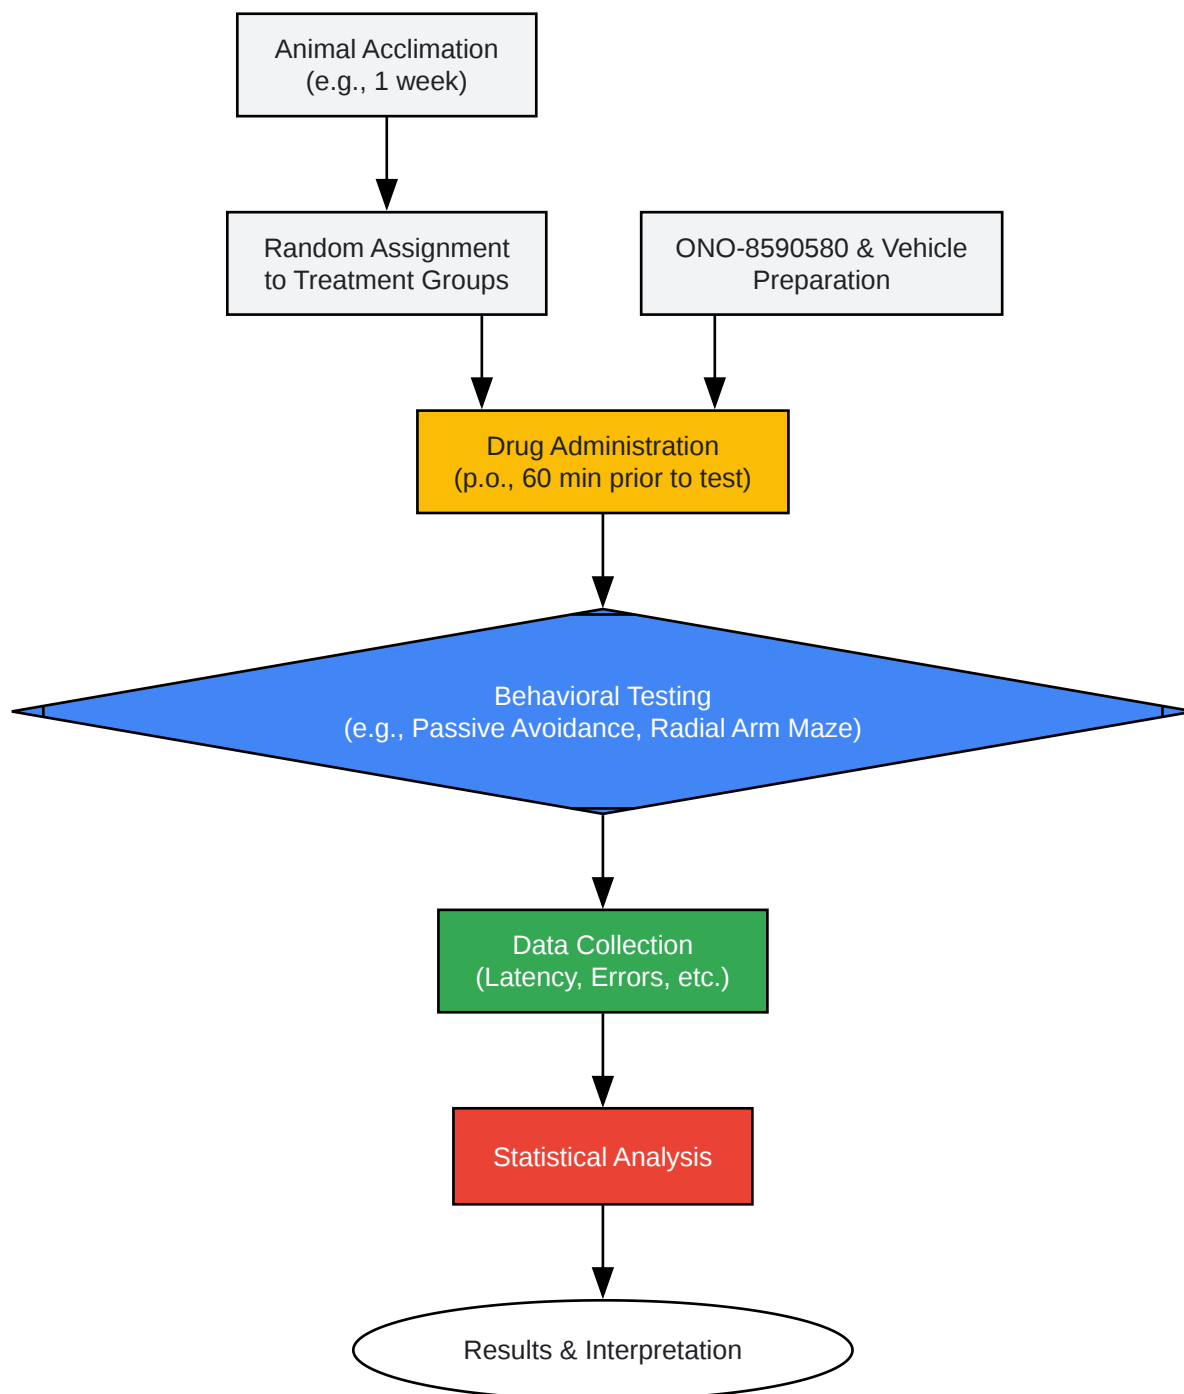 Animal Acclimation
(e.g., 1 week)
Random Assignment
to Treatment Groups
ONO-8590580 & Vehicle
Preparation
Drug Administration
(p.o., 60 min prior to test)
Behavioral Testing
(e.g., Passive Avoidance, Radial Arm Maze)
Data Collection
(Latency, Errors, etc.)
Statistical Analysis
Results & Interpretation